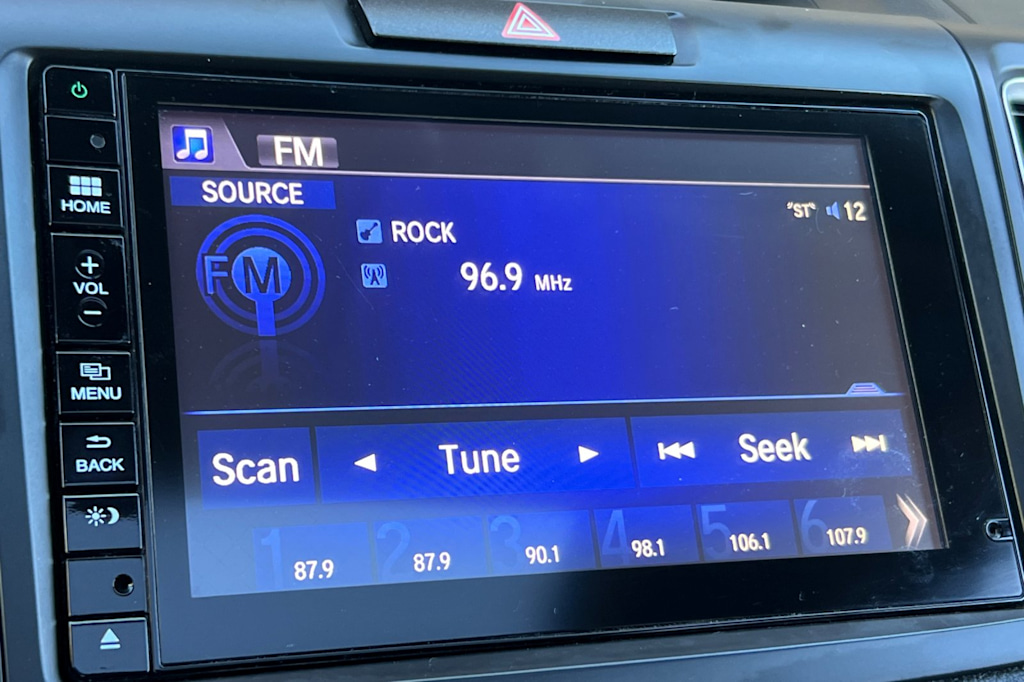 FM
SOURCE
FM
ROCK
96.9 MHz
"ST" 12
HOME
+
VOL
−
MENU
BACK
Scan
Tune
Seek
1 87.9
2 87.9
3 90.1
4 98.1
5 106.1
6 107.9